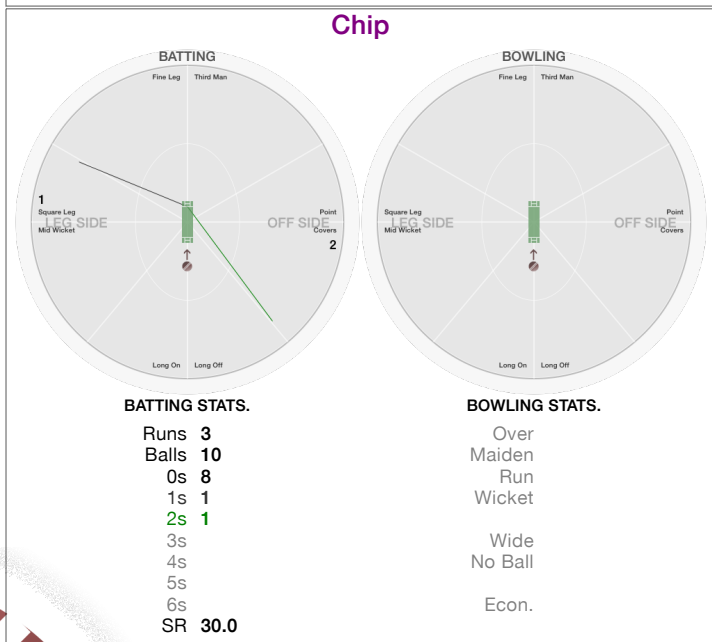 Chip
BATTING BOWLING
Fine Leg Third Man Fine Leg Third Man
1
Square Leg Point Square Leg Point
LEG SIDE OFF SIDE LEG SIDE OFF SIDE
Mid Wicket Covers Mid Wicket Covers
2
Long On Long Off Long On Long Off
BATTING STATS. BOWLING STATS.
Runs 3 Over
Balls 10 Maiden
0s 8 Run
1s 1 Wicket
2s 1
3s Wide
4s No Ball
5s
6s Econ.
SR 30.0